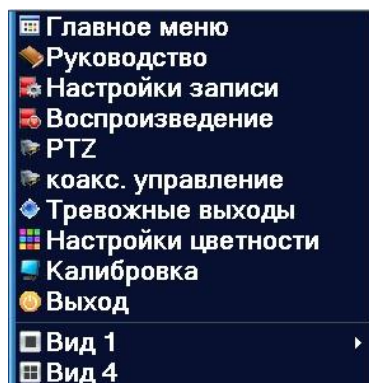 Главное меню
Руководство
Настройки записи
Воспроизведение
PTZ
коакс. управление
Тревожные выходы
Настройки цветности
Калибровка
Выход
Вид 1
Вид 4